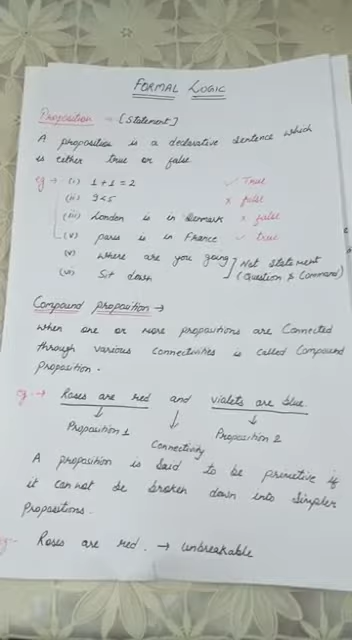 FORMAL LOGIC
Proposition = [Statement]
A proposition is a declarative sentence which
is either true or false.
eg → (i) 1+1 = 2 ✓ True
(ii) 9<5 × false
(iii) London is in Denmark × false
(v) paris is in France ✓ true
(v) where are you going
(vi) Sit down
] Not statement
(Question & Command)
Compound proposition →
when one or more propositions are Connected
through various connectivities is called Compound
proposition.
eg. → Roses are red and violets are blue
↓ ↓ ↓
Proposition 1 Connectivity Proposition 2
A proposition is said to be primitive if
it can not be broken down into simpler
propositions.
eg- Roses are red. → unbreakable